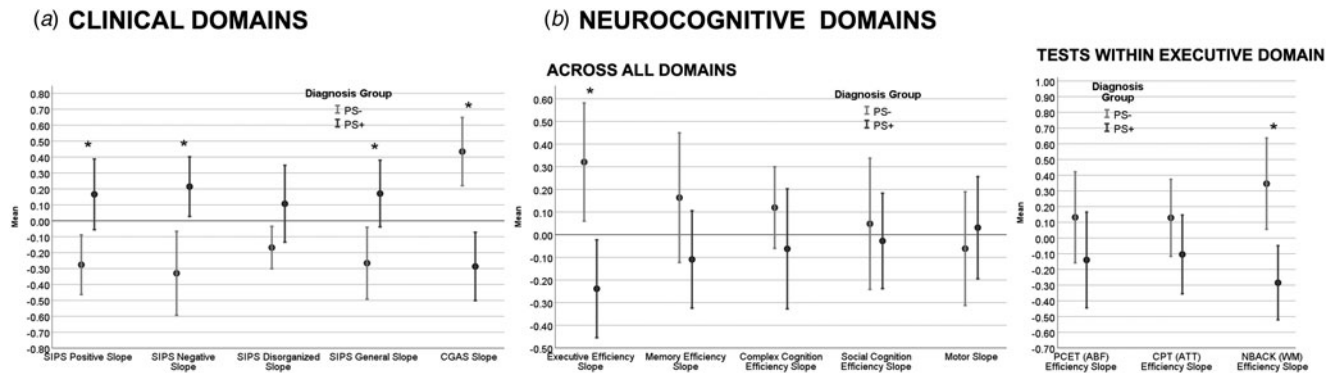 (a) CLINICAL DOMAINS
Diagnosis Group
PS-
PS+
*
*
*
*
0.80
0.70
0.60
0.50
0.40
0.30
0.20
0.10
0.00
-0.10
-0.20
-0.30
-0.40
-0.50
-0.60
-0.70
-0.80
Mean
SIPS Positive Slope
SIPS Negative
Slope
SIPS Disorganized
Slope
SIPS General Slope
CGAS Slope
(b) NEUROCOGNITIVE DOMAINS
ACROSS ALL DOMAINS
Diagnosis Group
PS-
PS+
*
0.60
0.50
0.40
0.30
0.20
0.10
0.00
-0.10
-0.20
-0.30
-0.40
-0.50
Mean
Executive Efficiency
Slope
Memory Efficiency
Slope
Complex Cognition
Efficiency Slope
Social Cognition
Efficiency Slope
Motor Slope
TESTS WITHIN EXECUTIVE DOMAIN
Diagnosis
Group
PS-
PS+
*
1.00
0.90
0.80
0.70
0.60
0.50
0.40
0.30
0.20
0.10
0.00
-0.10
-0.20
-0.30
-0.40
-0.50
-0.60
-0.70
Mean
PCET (ABF)
Efficiency Slope
CPT (ATT)
Efficiency Slope
NBACK (WM)
Efficiency Slope